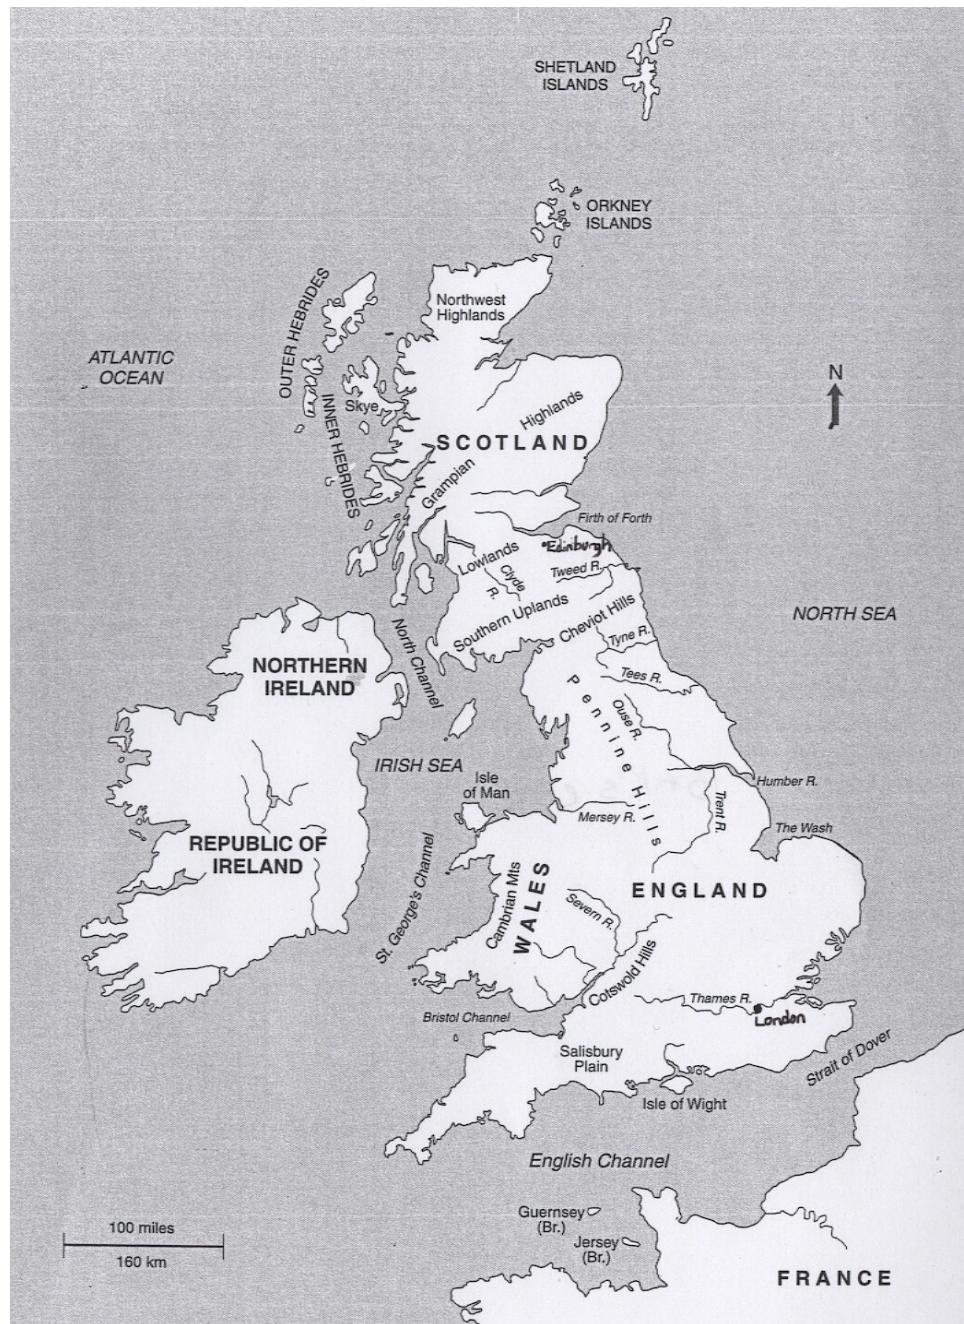 SHETLAND
ISLANDS
ORKNEY
ISLANDS
Northwest
Highlands
OUTER HEBRIDES
ATLANTIC
OCEAN
N
Skye
INNER HEBRIDES
Highlands
SCOTLAND
Grampian
Firth of Forth
Edinburgh
Lowlands
Clyde
R.
Tweed R.
Southern Uplands
Cheviot Hills
NORTH SEA
North Channel
Tyne R.
NORTHERN
IRELAND
Tees R.
Pennine Hills
Ouse R.
IRISH SEA
Isle
of Man
Humber R.
Mersey R.
Trent R.
The Wash
REPUBLIC OF
IRELAND
St. George's Channel
Cambrian Mts
WALES
ENGLAND
Severn R.
Cotswold Hills
Thames R.
London
Bristol Channel
Salisbury
Plain
Strait of Dover
Isle of Wight
English Channel
Guernsey
(Br.)
Jersey
(Br.)
100 miles
160 km
FRANCE